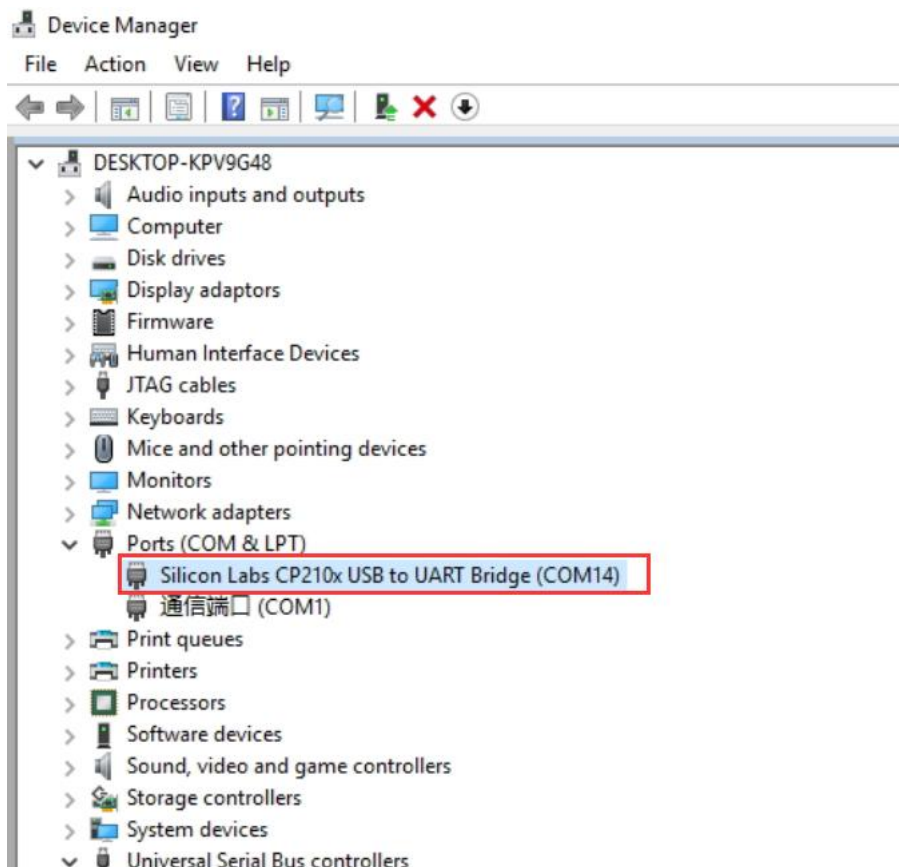 Device Manager
File Action View Help
DESKTOP-KPV9G48
Audio inputs and outputs
Computer
Disk drives
Display adaptors
Firmware
Human Interface Devices
JTAG cables
Keyboards
Mice and other pointing devices
Monitors
Network adapters
Ports (COM & LPT)
Silicon Labs CP210x USB to UART Bridge (COM14)
通信端口 (COM1)
Print queues
Printers
Processors
Software devices
Sound, video and game controllers
Storage controllers
System devices
Universal Serial Bus controllers